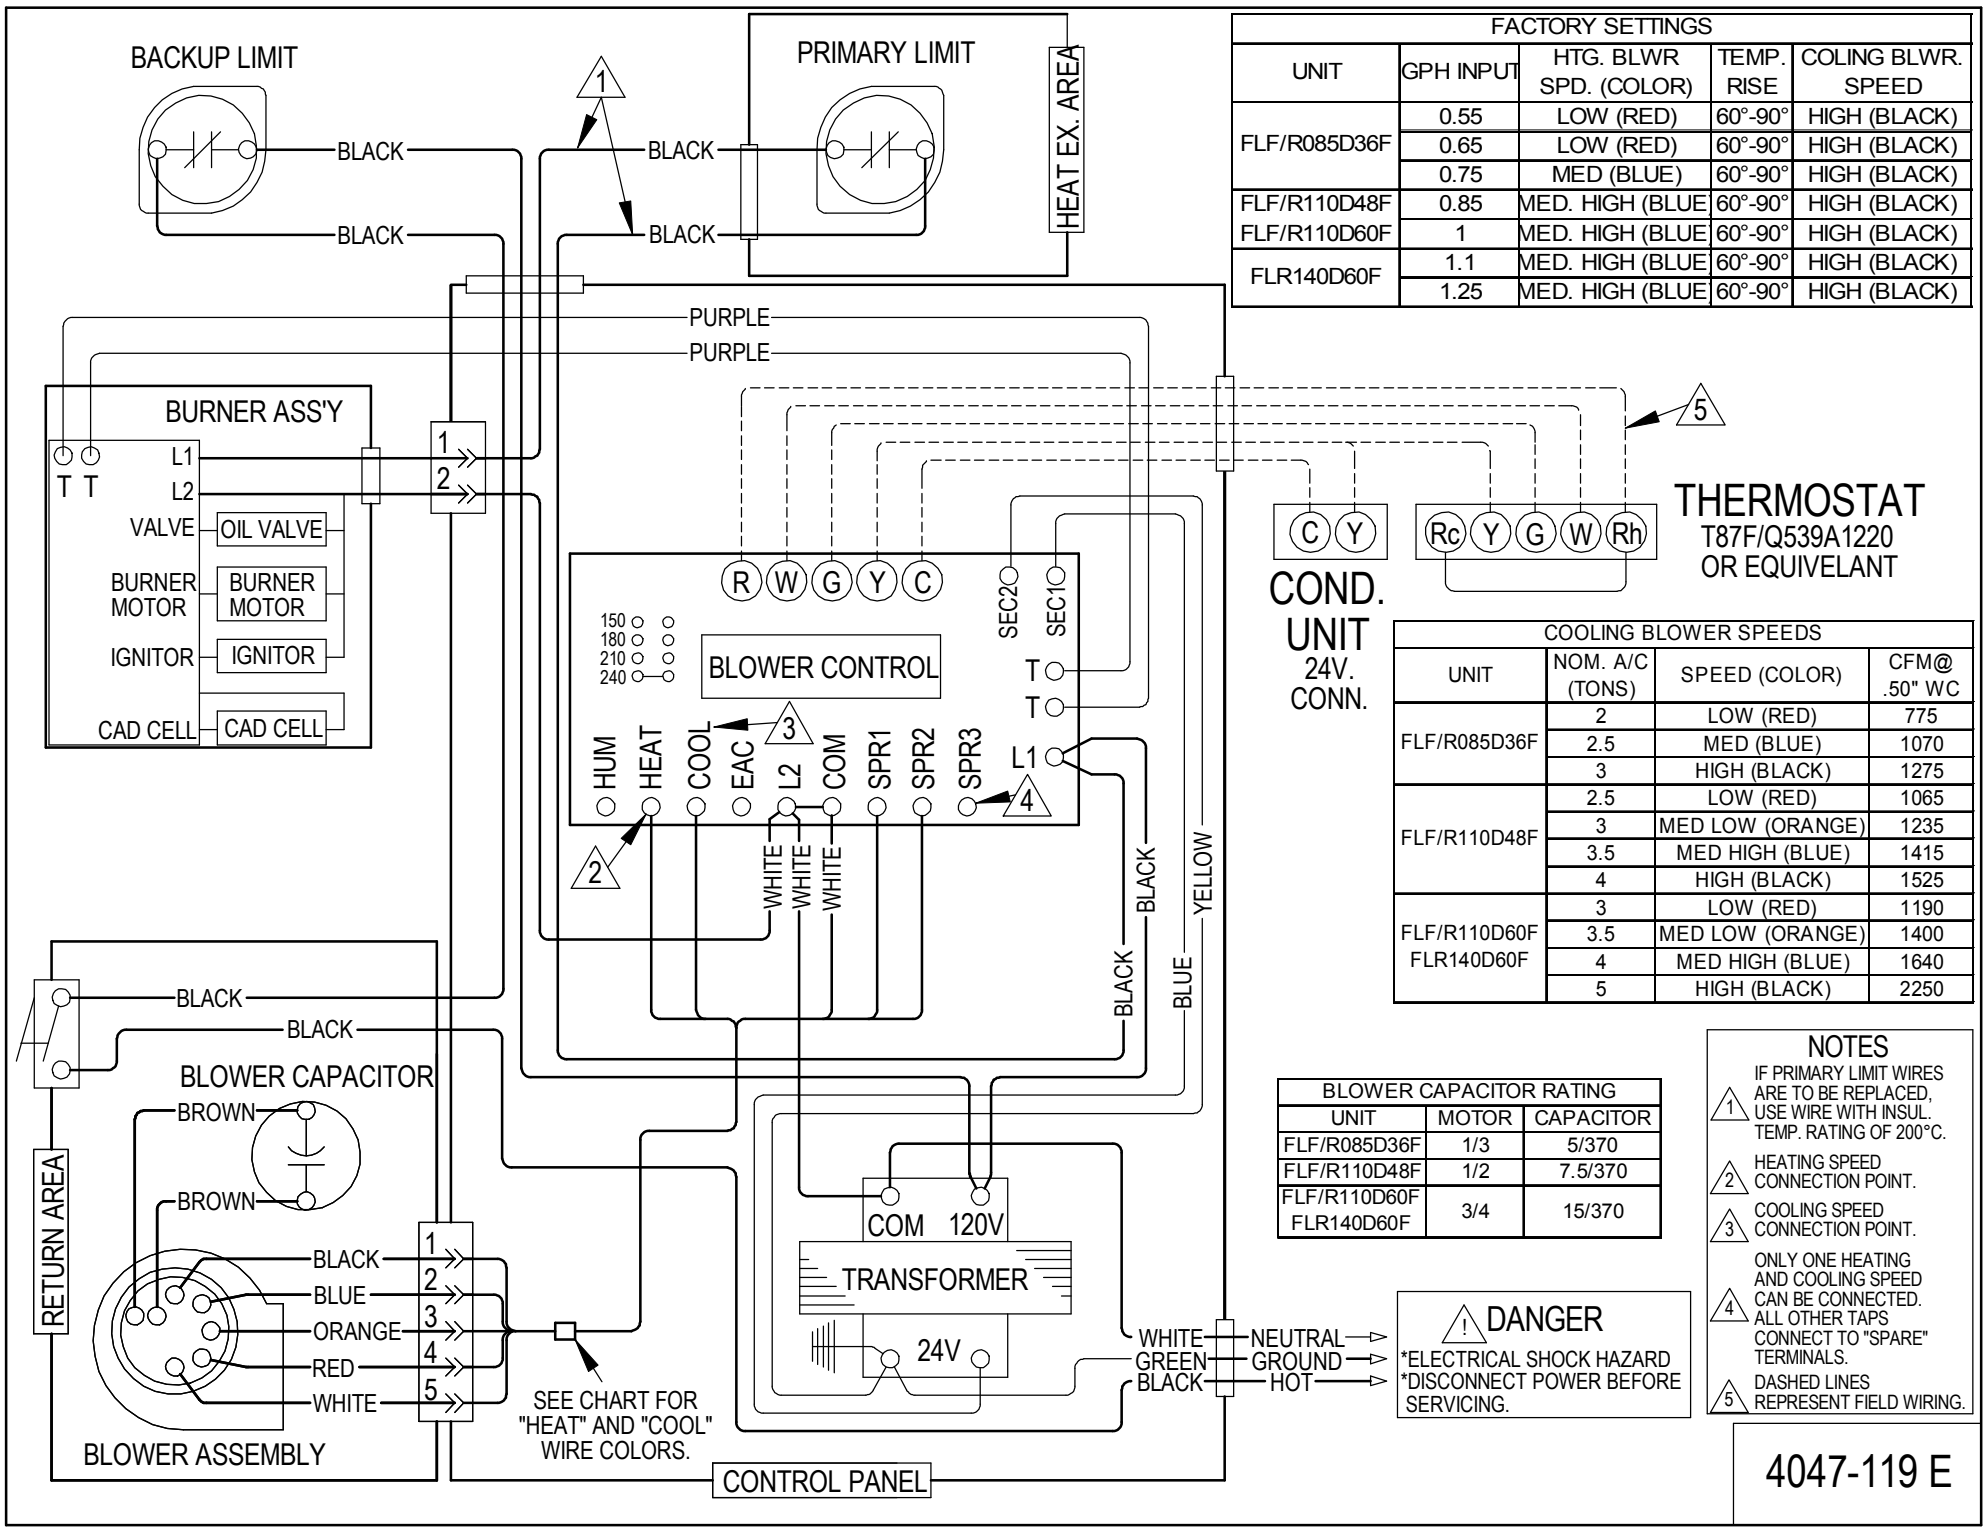 BACKUP LIMIT
PRIMARY LIMIT
1
BLACK
BLACK
BLACK
BLACK
HEAT EX. AREA
PURPLE
PURPLE
FACTORY SETTINGS
UNIT GPH INPUT HTG. BLWR SPD. (COLOR) TEMP. RISE COLING BLWR. SPEED
FLF/R085D36F 0.55 LOW (RED) 60°-90° HIGH (BLACK)
0.65 LOW (RED) 60°-90° HIGH (BLACK)
0.75 MED (BLUE) 60°-90° HIGH (BLACK)
FLF/R110D48F 0.85 MED. HIGH (BLUE) 60°-90° HIGH (BLACK)
FLF/R110D60F 1 MED. HIGH (BLUE) 60°-90° HIGH (BLACK)
FLR140D60F 1.1 MED. HIGH (BLUE) 60°-90° HIGH (BLACK)
1.25 MED. HIGH (BLUE) 60°-90° HIGH (BLACK)
BURNER ASS'Y
T T
L1
L2
1
2
VALVE OIL VALVE
BURNER MOTOR BURNER MOTOR
IGNITOR IGNITOR
CAD CELL CAD CELL
5
C Y
Rc Y G W Rh
THERMOSTAT
T87F/Q539A1220
OR EQUIVELANT
COND.
UNIT
24V.
CONN.
R W G Y C
SEC2
SEC1
150
180
210
240
BLOWER CONTROL
T
T
L1
3
HUM
HEAT
COOL
EAC
L2
COM
SPR1
SPR2
SPR3
4
2
WHITE
WHITE
WHITE
BLACK
BLACK
YELLOW
BLUE
COOLING BLOWER SPEEDS
UNIT NOM. A/C (TONS) SPEED (COLOR) CFM@ .50" WC
FLF/R085D36F 2 LOW (RED) 775
2.5 MED (BLUE) 1070
3 HIGH (BLACK) 1275
FLF/R110D48F 2.5 LOW (RED) 1065
3 MED LOW (ORANGE) 1235
3.5 MED HIGH (BLUE) 1415
4 HIGH (BLACK) 1525
FLF/R110D60F FLR140D60F 3 LOW (RED) 1190
3.5 MED LOW (ORANGE) 1400
4 MED HIGH (BLUE) 1640
5 HIGH (BLACK) 2250
BLACK
BLACK
BLOWER CAPACITOR
BROWN
BROWN
RETURN AREA
BLACK 1
BLUE 2
ORANGE 3
RED 4
WHITE 5
BLOWER ASSEMBLY
SEE CHART FOR
"HEAT" AND "COOL"
WIRE COLORS.
COM 120V
TRANSFORMER
24V
CONTROL PANEL
WHITE NEUTRAL
GREEN GROUND
BLACK HOT
BLOWER CAPACITOR RATING
UNIT MOTOR CAPACITOR
FLF/R085D36F 1/3 5/370
FLF/R110D48F 1/2 7.5/370
FLF/R110D60F FLR140D60F 3/4 15/370
! DANGER
*ELECTRICAL SHOCK HAZARD
*DISCONNECT POWER BEFORE
SERVICING.
NOTES
1 IF PRIMARY LIMIT WIRES
ARE TO BE REPLACED,
USE WIRE WITH INSUL.
TEMP. RATING OF 200°C.
2 HEATING SPEED
CONNECTION POINT.
3 COOLING SPEED
CONNECTION POINT.
4 ONLY ONE HEATING
AND COOLING SPEED
CAN BE CONNECTED.
ALL OTHER TAPS
CONNECT TO "SPARE"
TERMINALS.
5 DASHED LINES
REPRESENT FIELD WIRING.
4047-119 E